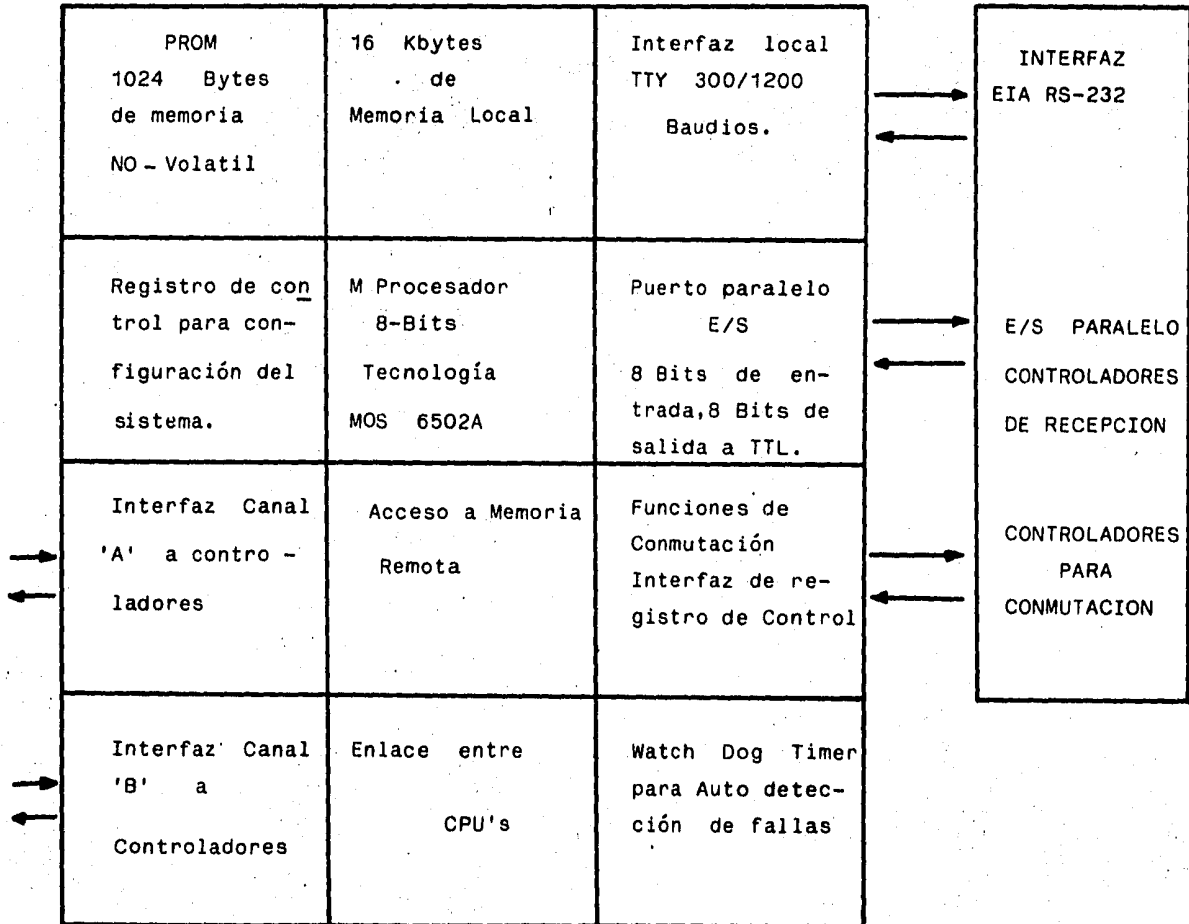 PROM
1024 Bytes
de memoria
NO - Volatil
16 Kbytes
de
Memoria Local
Interfaz local
TTY 300/1200
Baudios.
INTERFAZ
EIA RS-232
Registro de con
trol para con-
figuración del
sistema.
M Procesador
8-Bits
Tecnología
MOS 6502A
Puerto paralelo
E/S
8 Bits de en-
trada,8 Bits de
salida a TTL.
E/S PARALELO
CONTROLADORES
DE RECEPCION
Interfaz Canal
'A' a contro -
ladores
Acceso a Memoria
Remota
Funciones de
Conmutación
Interfaz de re-
gistro de Control
CONTROLADORES
PARA
CONMUTACION
Interfaz Canal
'B' a
Controladores
Enlace entre
CPU's
Watch Dog Timer
para Auto detec-
ción de fallas